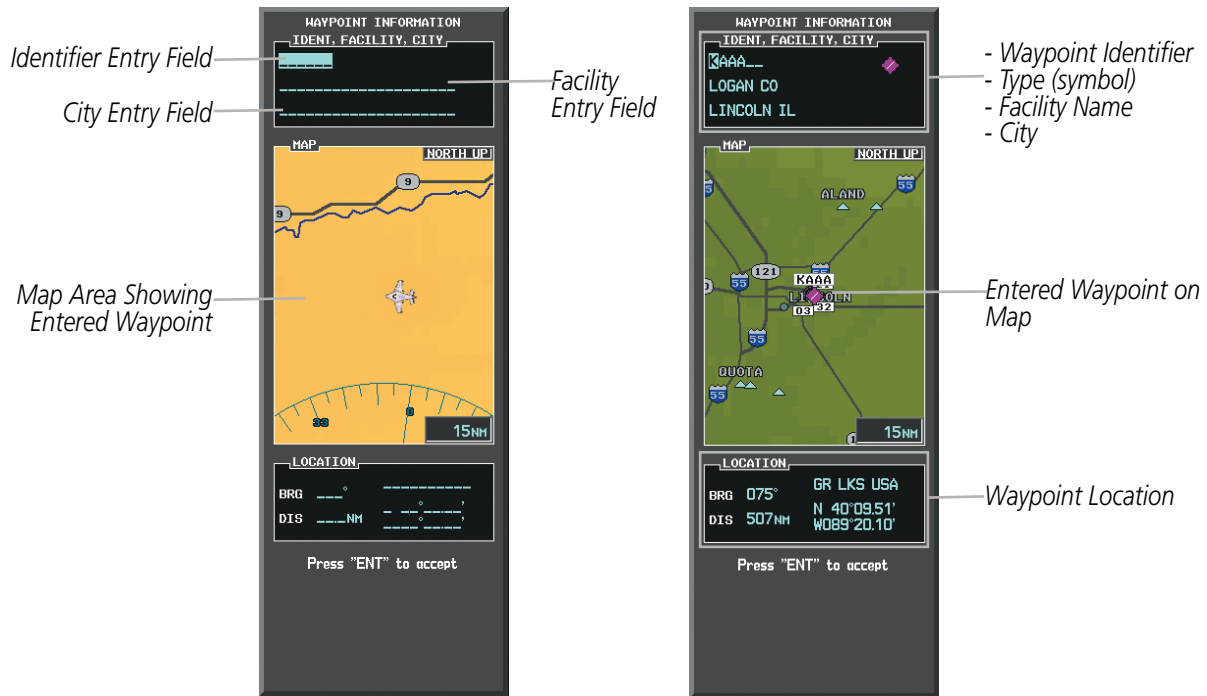 WAYPOINT INFORMATION
IDENT, FACILITY, CITY
Identifier Entry Field
City Entry Field
Facility
Entry Field
MAP
NORTH UP
9
9
Map Area Showing
Entered Waypoint
33
0
15NM
LOCATION
BRG ___°
DIS ___NM
Press "ENT" to accept
WAYPOINT INFORMATION
IDENT, FACILITY, CITY
KAAA__
LOGAN CO
LINCOLN IL
- Waypoint Identifier
- Type (symbol)
- Facility Name
- City
MAP
NORTH UP
55
55
ALAND
121
55
55
KAAA
LINCOLN
03
32
Entered Waypoint on
Map
55
QUOTA
55
1
15NM
LOCATION
BRG 075°
GR LKS USA
DIS 507NM
N 40°09.51'
W089°20.10'
Waypoint Location
Press "ENT" to accept